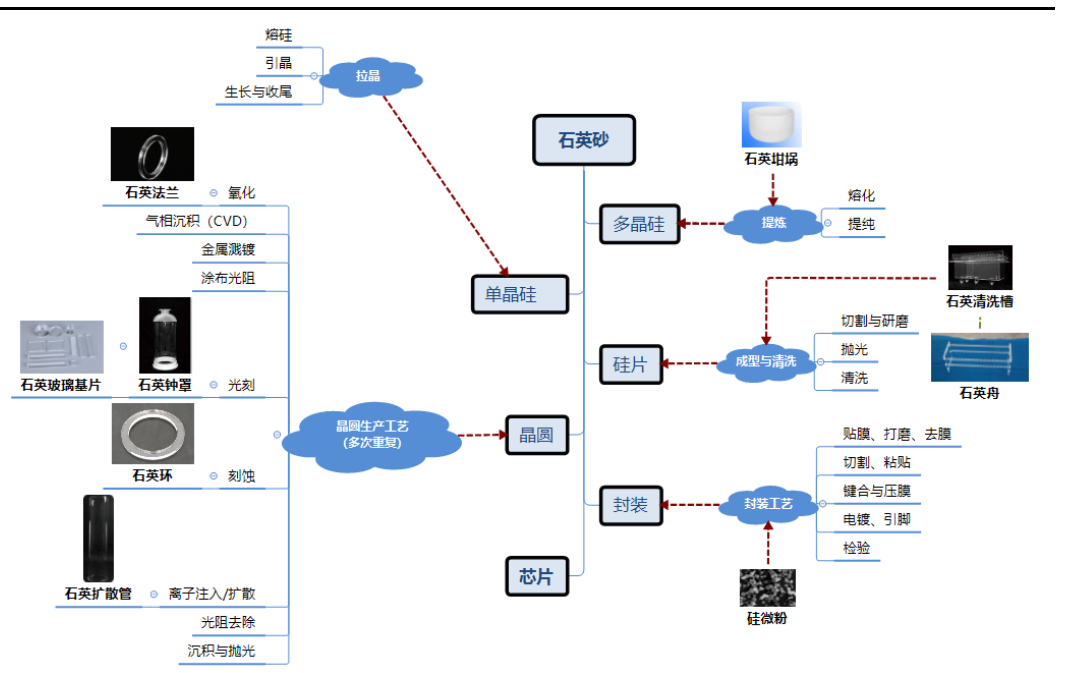 熔硅
引晶
生长与收尾
拉晶
石英砂
石英坩埚
多晶硅
提炼
熔化
提纯
石英法兰
氧化
气相沉积（CVD）
金属溅镀
涂布光阻
石英玻璃基片
石英钟罩
光刻
石英环
刻蚀
石英扩散管
离子注入/扩散
光阻去除
沉积与抛光
晶圆生产工艺
(多次重复)
单晶硅
硅片
成型与清洗
切割与研磨
抛光
清洗
石英清洗槽
石英舟
晶圆
封装
封装工艺
贴膜、打磨、去膜
切割、粘贴
键合与压膜
电镀、引脚
检验
硅微粉
芯片